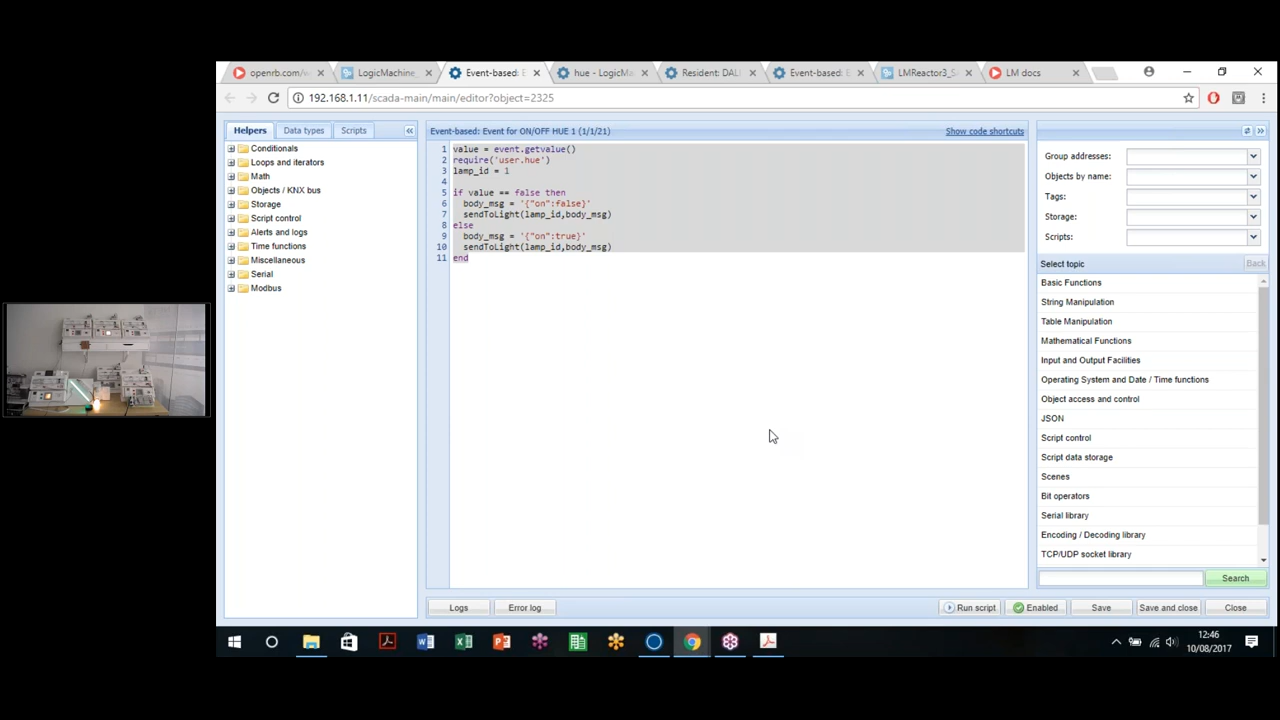 openrb.com/w
LogicMachine_
Event-based: E
hue - LogicMa
Resident: DAL
Event-based: E
LMReactor3_S
LM docs
192.168.1.11/scada-main/main/editor?object=2325
Helpers
Data types
Scripts
Conditionals
Loops and iterators
Math
Objects / KNX bus
Storage
Script control
Alerts and logs
Time functions
Miscellaneous
Serial
Modbus
Event-based: Event for ON/OFF HUE 1 (1/1/21)
Show code shortcuts
1 value = event.getvalue()
2 require('user.hue')
3 lamp_id = 1
4
5 if value == false then
6 body_msg = '{"on":false}'
7 sendToLight(lamp_id,body_msg)
8 else
9 body_msg = '{"on":true}'
10 sendToLight(lamp_id,body_msg)
11 end
Group addresses:
Objects by name:
Tags:
Storage:
Scripts:
Select topic
Back
Basic Functions
String Manipulation
Table Manipulation
Mathematical Functions
Input and Output Facilities
Operating System and Date / Time functions
Object access and control
JSON
Script control
Script data storage
Scenes
Bit operators
Serial library
Encoding / Decoding library
TCP/UDP socket library
Search
Logs
Error log
Run script
Enabled
Save
Save and close
Close
12:46
10/08/2017